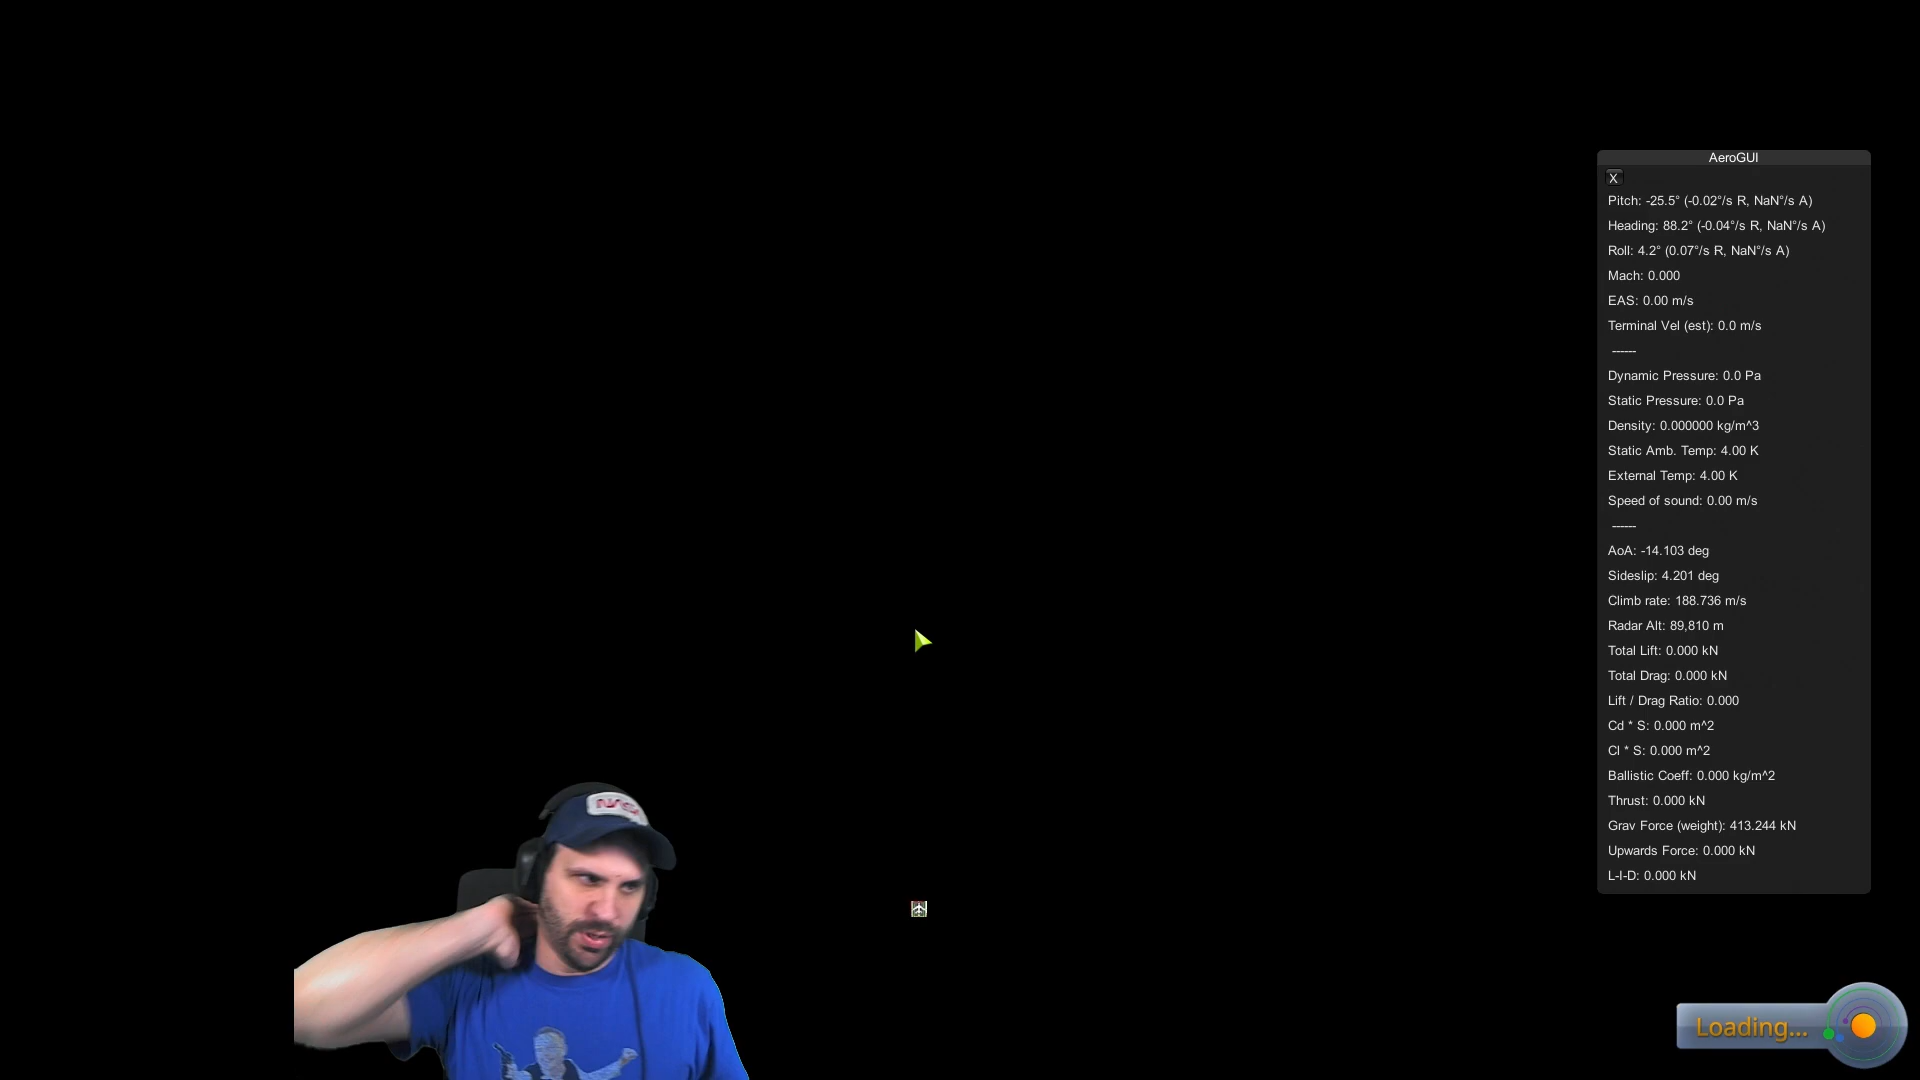 AeroGUI
X
Pitch: -25.5° (-0.02°/s R, NaN°/s A)
Heading: 88.2° (-0.04°/s R, NaN°/s A)
Roll: 4.2° (0.07°/s R, NaN°/s A)
Mach: 0.000
EAS: 0.00 m/s
Terminal Vel (est): 0.0 m/s
------
Dynamic Pressure: 0.0 Pa
Static Pressure: 0.0 Pa
Density: 0.000000 kg/m^3
Static Amb. Temp: 4.00 K
External Temp: 4.00 K
Speed of sound: 0.00 m/s
------
AoA: -14.103 deg
Sideslip: 4.201 deg
Climb rate: 188.736 m/s
Radar Alt: 89,810 m
Total Lift: 0.000 kN
Total Drag: 0.000 kN
Lift / Drag Ratio: 0.000
Cd * S: 0.000 m^2
Cl * S: 0.000 m^2
Ballistic Coeff: 0.000 kg/m^2
Thrust: 0.000 kN
Grav Force (weight): 413.244 kN
Upwards Force: 0.000 kN
L-I-D: 0.000 kN
NASA
Loading...